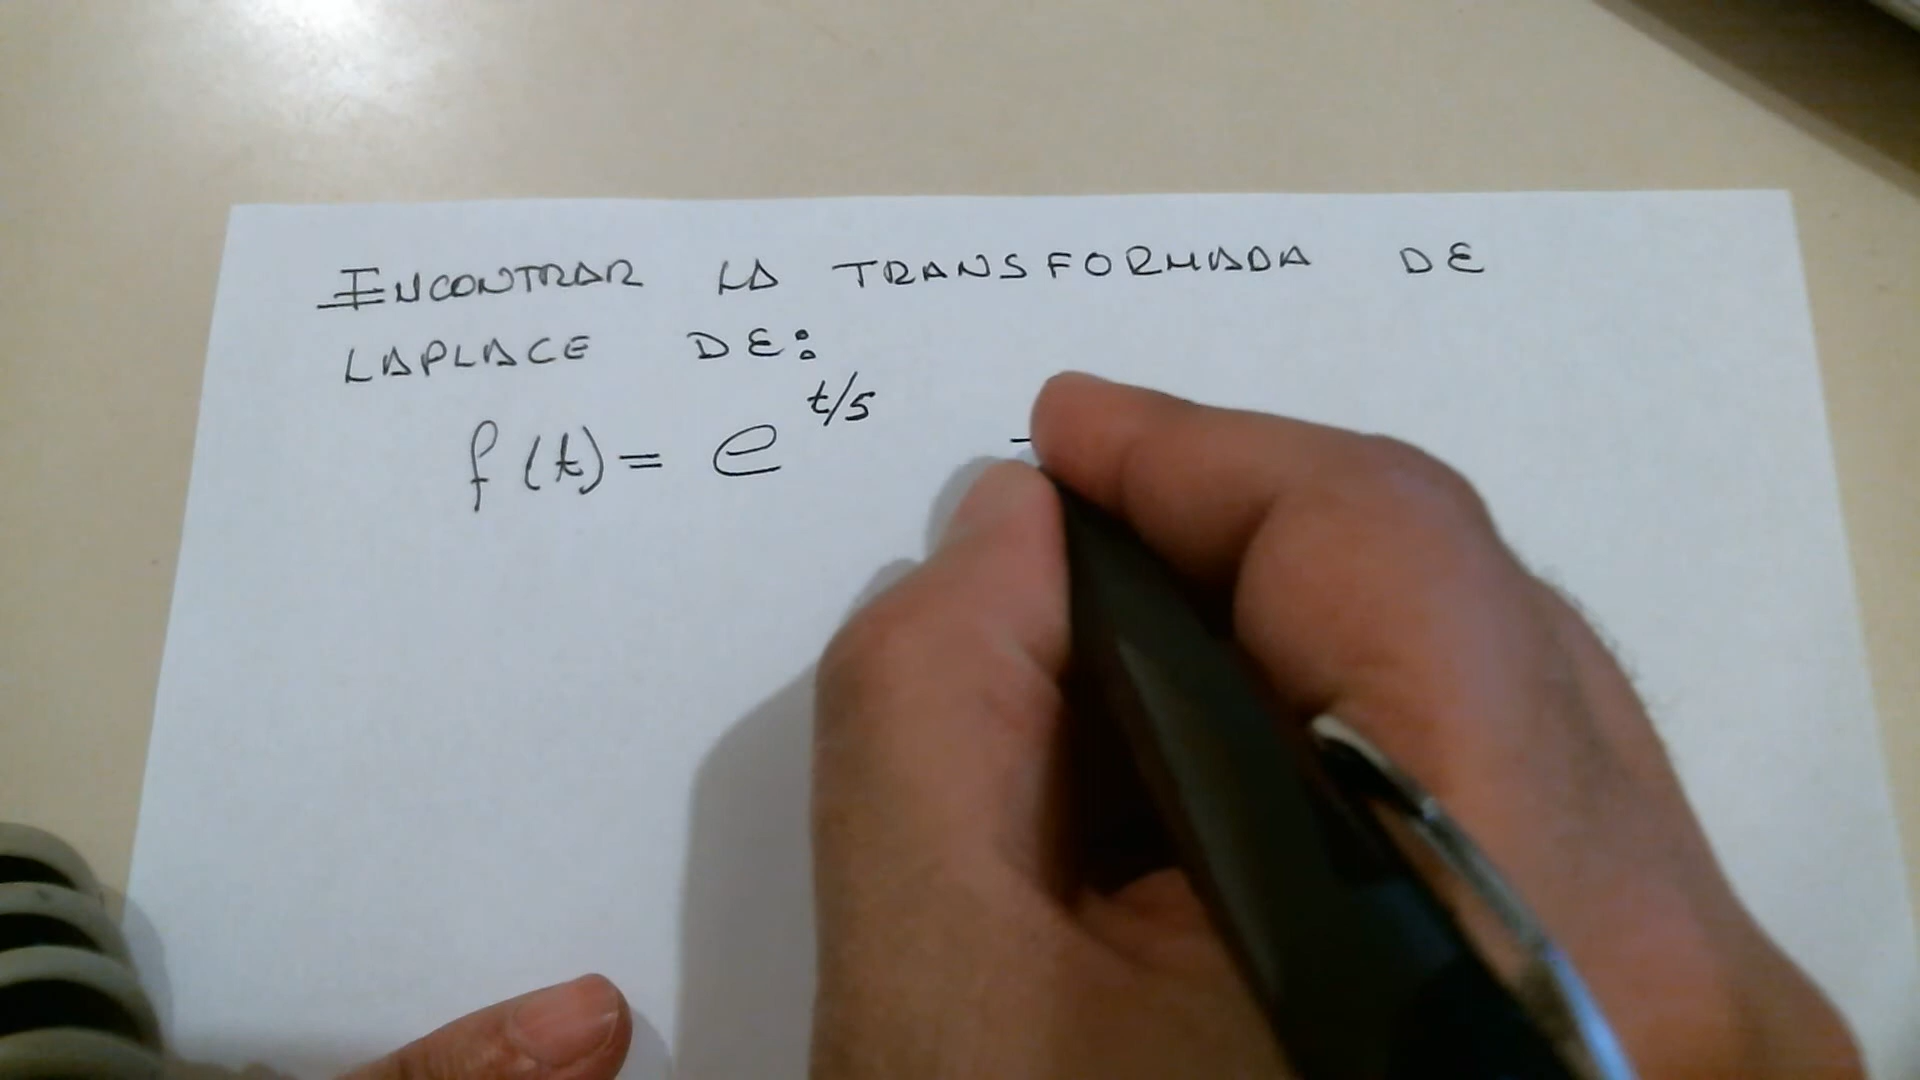 ENCONTRAR LA TRANSFORMADA DE
LAPLACE DE:
f(t) = e^{t/5}